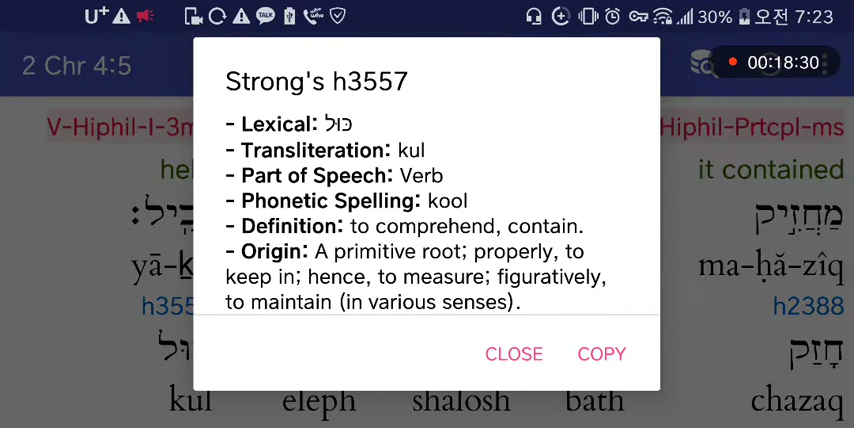 U+ TALK 30% 오전 7:23
2 Chr 4:5
00:18:30
Strong's h3557
- Lexical: כּוּל
- Transliteration: kul
- Part of Speech: Verb
- Phonetic Spelling: kool
- Definition: to comprehend, contain.
- Origin: A primitive root; properly, to
keep in; hence, to measure; figuratively,
to maintain (in various senses).
CLOSE COPY
V-Hiphil-I-3m Hiphil-Prtcpl-ms
hel it contained
מַחֲזִ֣יק
yā-ḵ ma-ḥă-zîq
h355 h2388
חָזַק
kul eleph shalosh bath chazaq